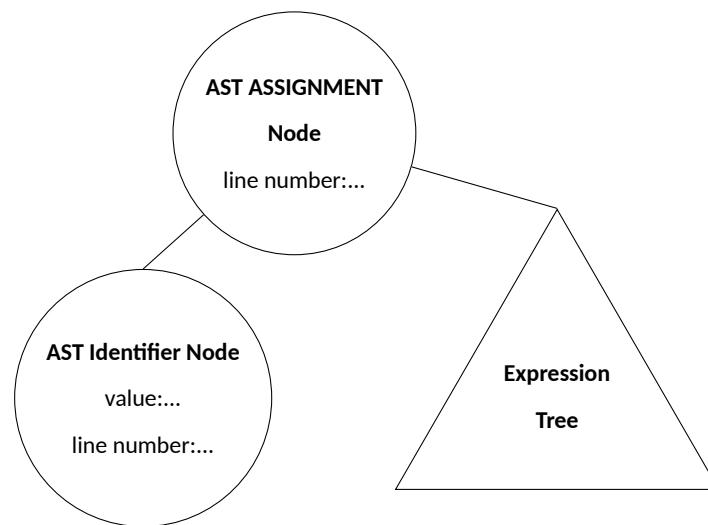 AST ASSIGNMENT
Node
line number:...
AST Identifier Node
value:...
line number:...
Expression
Tree